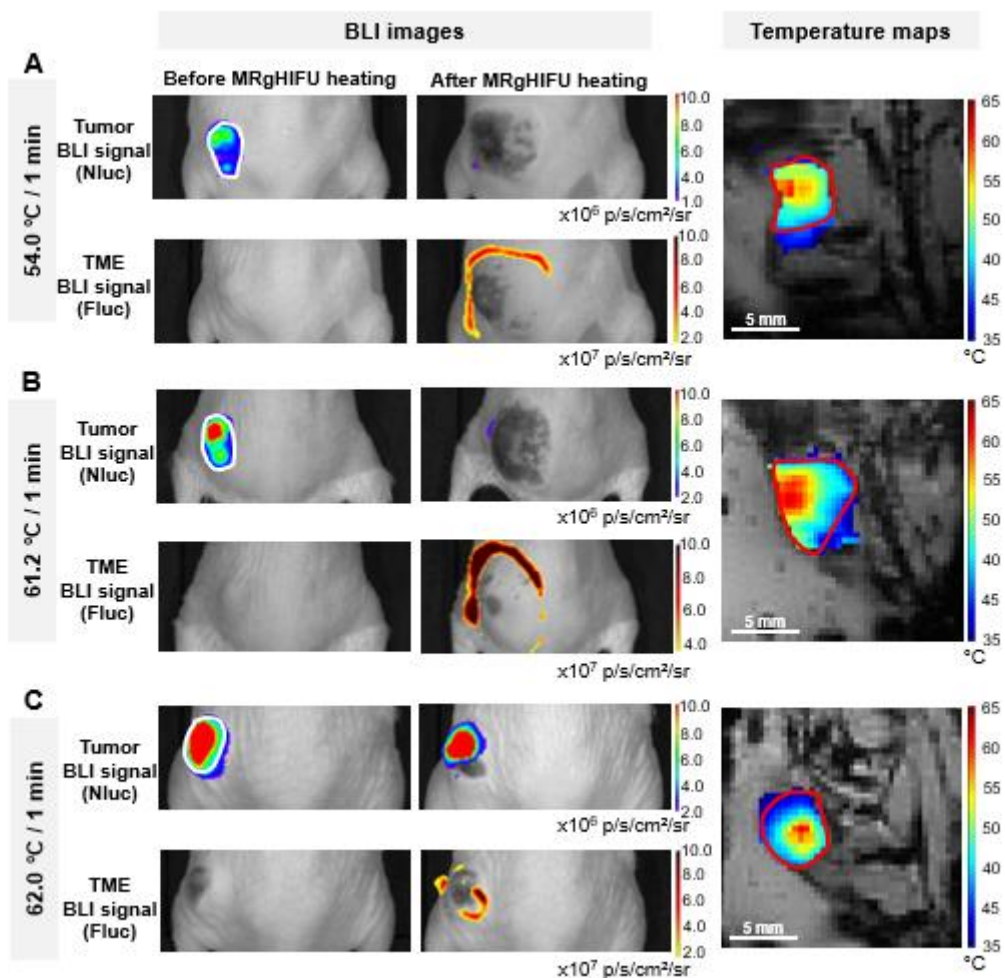 BLI images
Temperature maps
A
Before MRgHIFU heating
After MRgHIFU heating
54.0 °C / 1 min
Tumor
BLI signal
(Nluc)
10.0
8.0
6.0
4.0
1.0
x10⁶ p/s/cm²/sr
TME
BLI signal
(Fluc)
10.0
8.0
6.0
4.0
2.0
x10⁷ p/s/cm²/sr
5 mm
65
60
55
50
45
40
35
°C
B
61.2 °C / 1 min
Tumor
BLI signal
(Nluc)
10.0
8.0
6.0
4.0
2.0
x10⁶ p/s/cm²/sr
TME
BLI signal
(Fluc)
10.0
8.0
6.0
4.0
x10⁷ p/s/cm²/sr
5 mm
65
60
55
50
45
40
35
°C
C
62.0 °C / 1 min
Tumor
BLI signal
(Nluc)
10.0
8.0
6.0
4.0
2.0
x10⁶ p/s/cm²/sr
TME
BLI signal
(Fluc)
10.0
8.0
6.0
4.0
2.0
x10⁷ p/s/cm²/sr
5 mm
65
60
55
50
45
40
35
°C